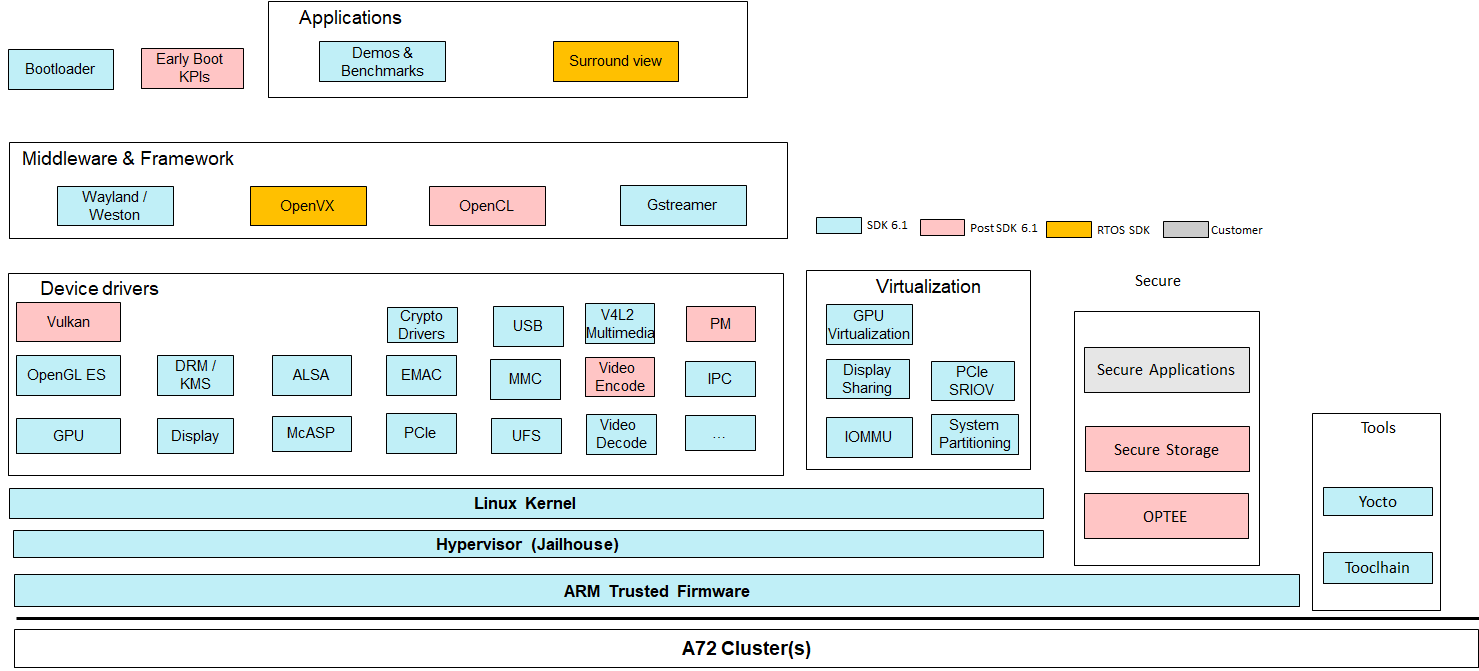 Applications
Bootloader
Early Boot
KPIs
Demos &
Benchmarks
Surround view
Middleware & Framework
Wayland /
Weston
OpenVX
OpenCL
Gstreamer
SDK 6.1
Post SDK 6.1
RTOS SDK
Customer
Device drivers
Vulkan
Crypto
Drivers
USB
V4L2
Multimedia
PM
OpenGL ES
DRM /
KMS
ALSA
EMAC
MMC
Video
Encode
IPC
GPU
Display
McASP
PCIe
UFS
Video
Decode
...
Virtualization
GPU
Virtualization
Display
Sharing
PCIe
SRIOV
IOMMU
System
Partitioning
Secure
Secure Applications
Secure Storage
OPTEE
Tools
Yocto
Tooclhain
Linux Kernel
Hypervisor (Jailhouse)
ARM Trusted Firmware
A72 Cluster(s)